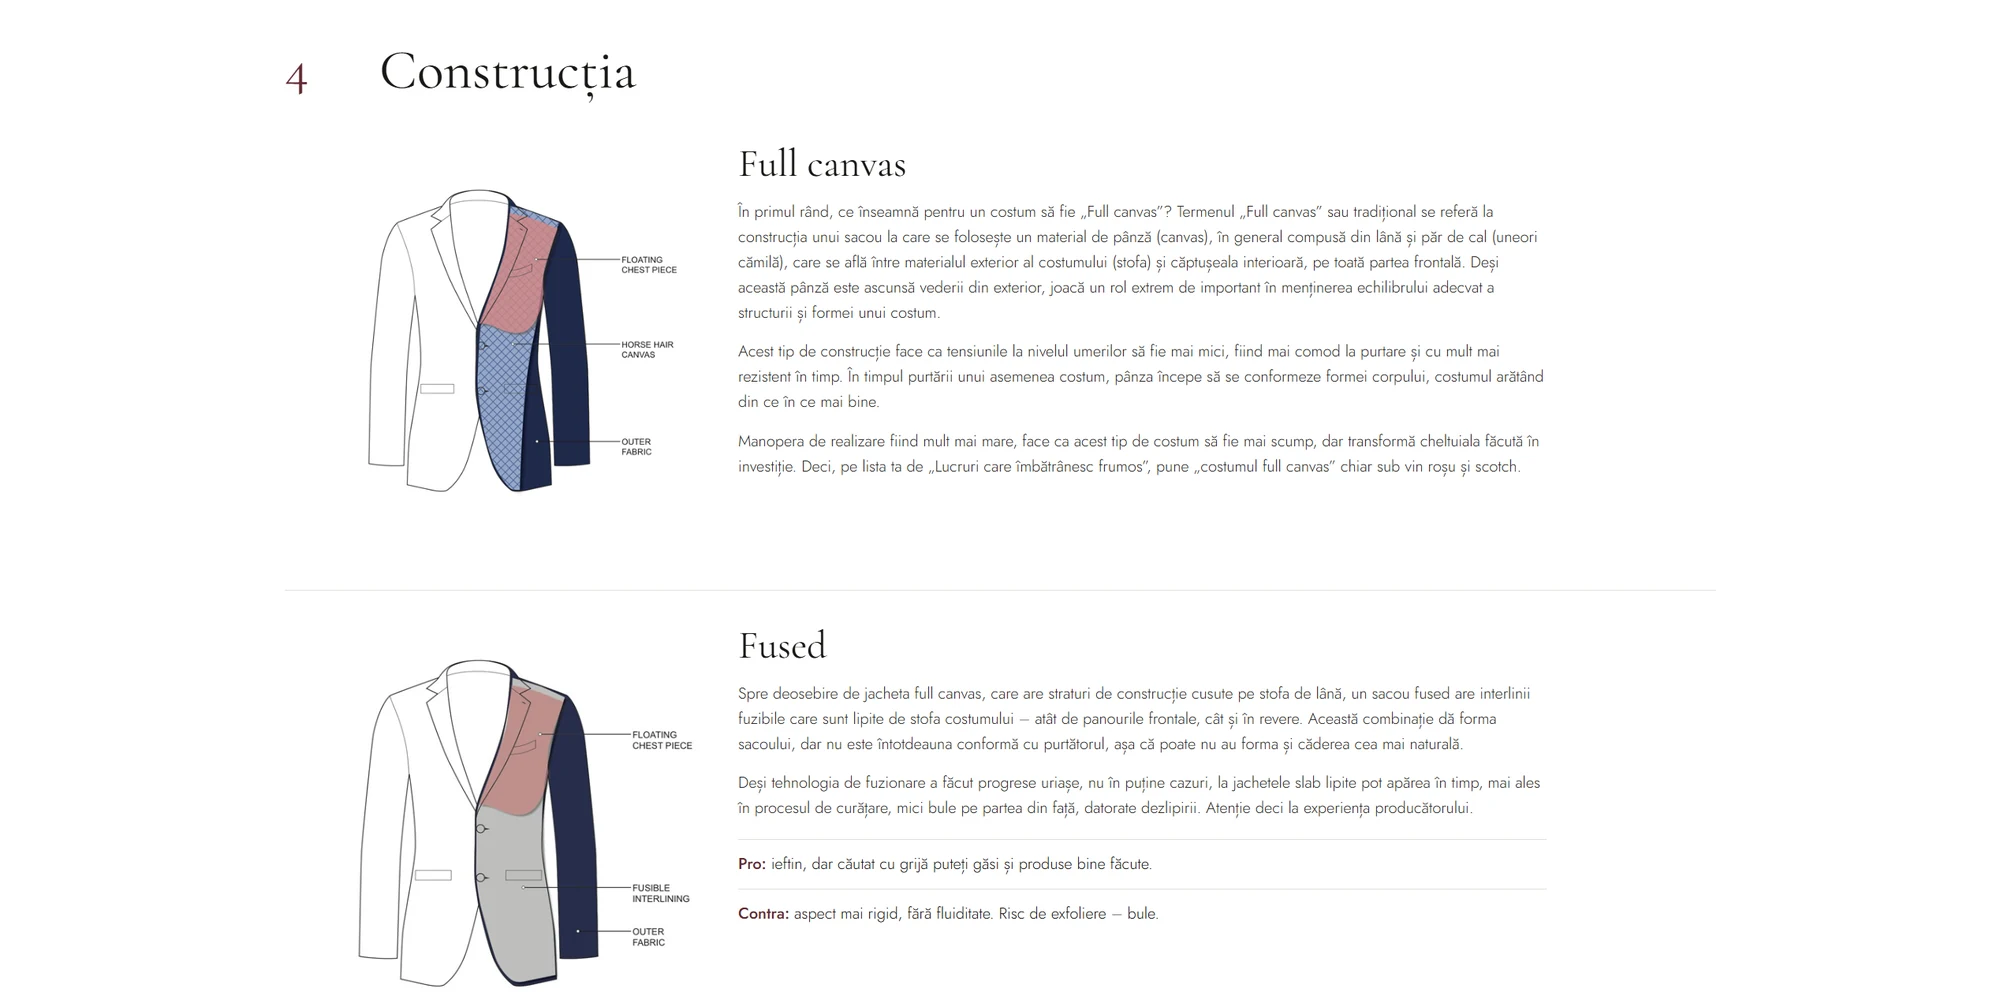 4 Construcția
Full canvas
În primul rând, ce înseamnă pentru un costum să fie „Full canvas”? Termenul „Full canvas” sau tradițional se referă la
construcția unui sacou la care se folosește un material de pânză (canvas), în general compusă din lână și păr de cal (uneori
cămilă), care se află între materialul exterior al costumului (stofa) și căptușeala interioară, pe toată partea frontală. Deși
această pânză este ascunsă vederii din exterior, joacă un rol extrem de important în menținerea echilibrului adecvat a
structurii și formei unui costum.
Acest tip de construcție face ca tensiunile la nivelul umerilor să fie mai mici, fiind mai comod la purtare și cu mult mai
rezistent în timp. În timpul purtării unui asemenea costum, pânza începe să se conformeze formei corpului, costumul arătând
din ce în ce mai bine.
Manopera de realizare fiind mult mai mare, face ca acest tip de costum să fie mai scump, dar transformă cheltuiala făcută în
investiție. Deci, pe lista ta de „Lucruri care îmbătrânesc frumos”, pune „costumul full canvas” chiar sub vin roșu și scotch.
FLOATING
CHEST PIECE
HORSE HAIR
CANVAS
OUTER
FABRIC
Fused
Spre deosebire de jacheta full canvas, care are straturi de construcție cusute pe stofa de lână, un sacou fused are interlinii
fuzibile care sunt lipite de stofa costumului – atât de panourile frontale, cât și în revere. Această combinație dă forma
sacoului, dar nu este întotdeauna conformă cu purtătorul, așa că poate nu au forma și căderea cea mai naturală.
Deși tehnologia de fuzionare a făcut progrese uriașe, nu în puține cazuri, la jachetele slab lipite pot apărea în timp, mai ales
în procesul de curățare, mici bule pe partea din față, datorate dezlipirii. Atenție deci la experiența producătorului.
Pro: ieftin, dar căutat cu grijă puteți găsi și produse bine făcute.
Contra: aspect mai rigid, fără fluiditate. Risc de exfoliere – bule.
FLOATING
CHEST PIECE
FUSIBLE
INTERLINING
OUTER
FABRIC